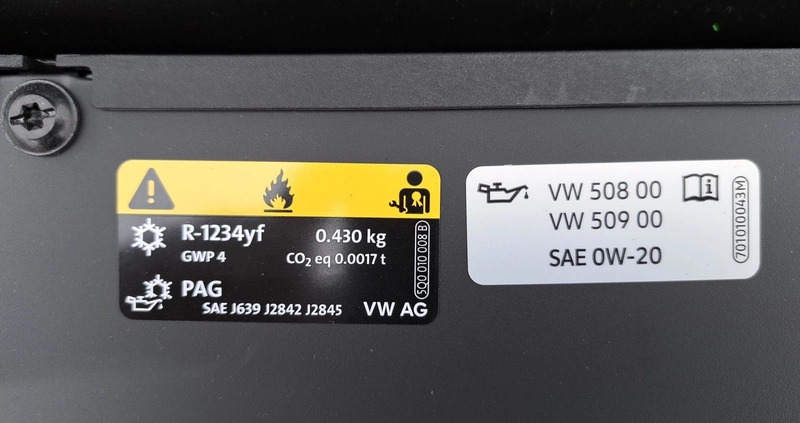 R-1234yf 0.430 kg
GWP 4 CO₂ eq 0.0017 t
PAG
SAE J639 J2842 J2845 VW AG
5Q0 010 008 B
VW 508 00
VW 509 00
SAE 0W-20
701010043M